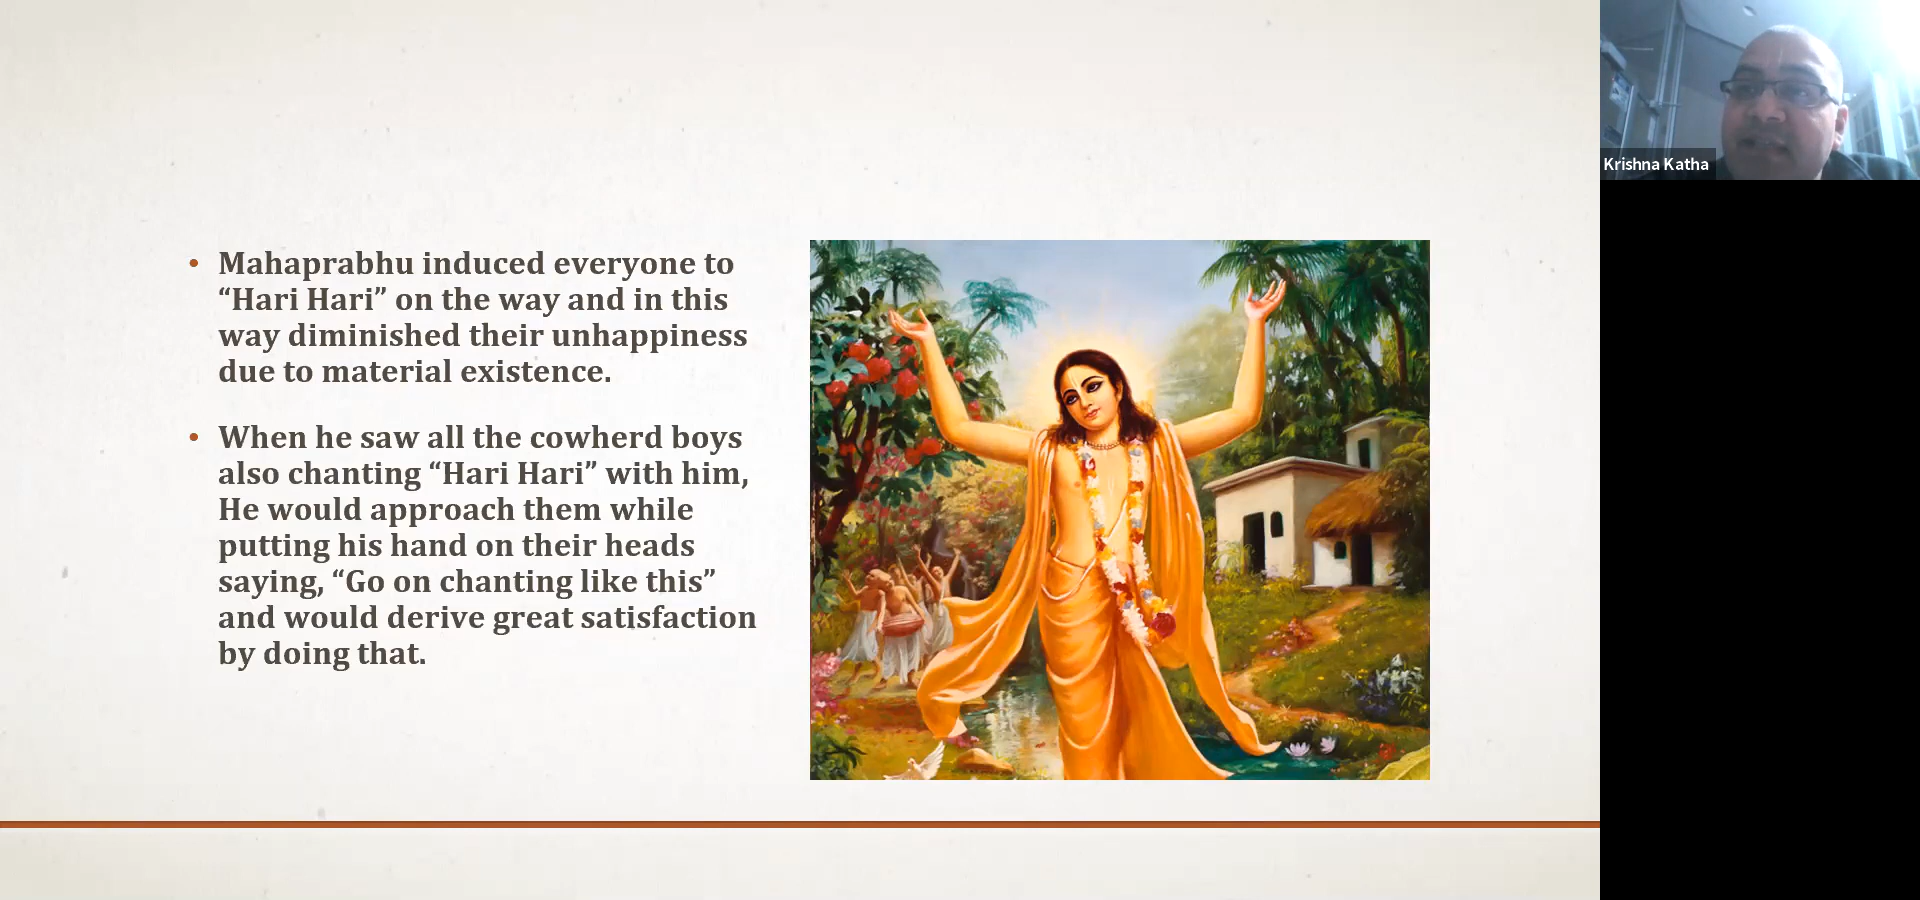 • Mahaprabhu induced everyone to
“Hari Hari” on the way and in this
way diminished their unhappiness
due to material existence.
• When he saw all the cowherd boys
also chanting “Hari Hari” with him,
He would approach them while
putting his hand on their heads
saying, “Go on chanting like this”
and would derive great satisfaction
by doing that.
Krishna Katha